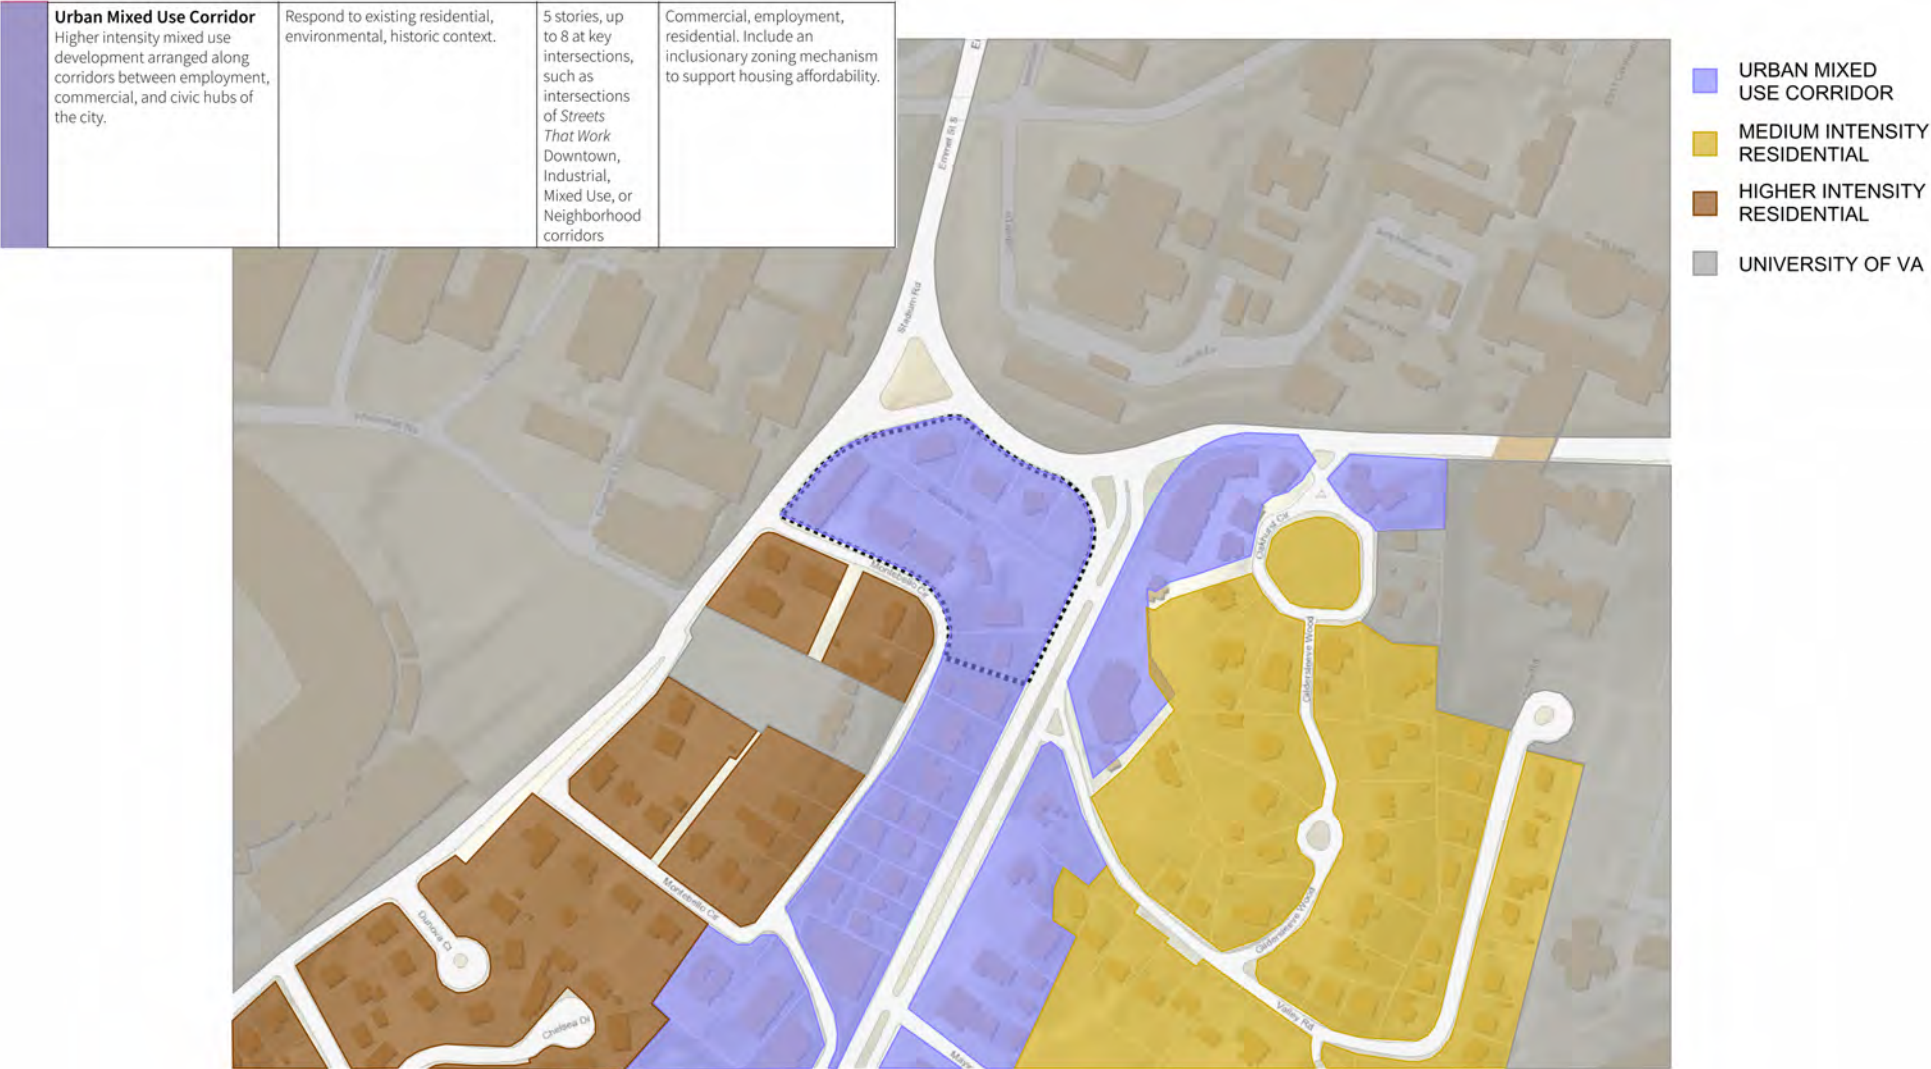 Urban Mixed Use Corridor
Higher intensity mixed use
development arranged along
corridors between employment,
commercial, and civic hubs of
the city.
Respond to existing residential,
environmental, historic context.
5 stories, up
to 8 at key
intersections,
such as
intersections
of Streets
That Work
Downtown,
Industrial,
Mixed Use, or
Neighborhood
corridors
Commercial, employment,
residential. Include an
inclusionary zoning mechanism
to support housing affordability.
URBAN MIXED
USE CORRIDOR
MEDIUM INTENSITY
RESIDENTIAL
HIGHER INTENSITY
RESIDENTIAL
UNIVERSITY OF VA
Emmet St S
Stadium Rd
Montebello Cir
Oakhurst Cir
Gildersleeve Wood
Montebello Cir
Gildersleeve Wood
Dunova Ct
Chelsea Dr
Valley Rd